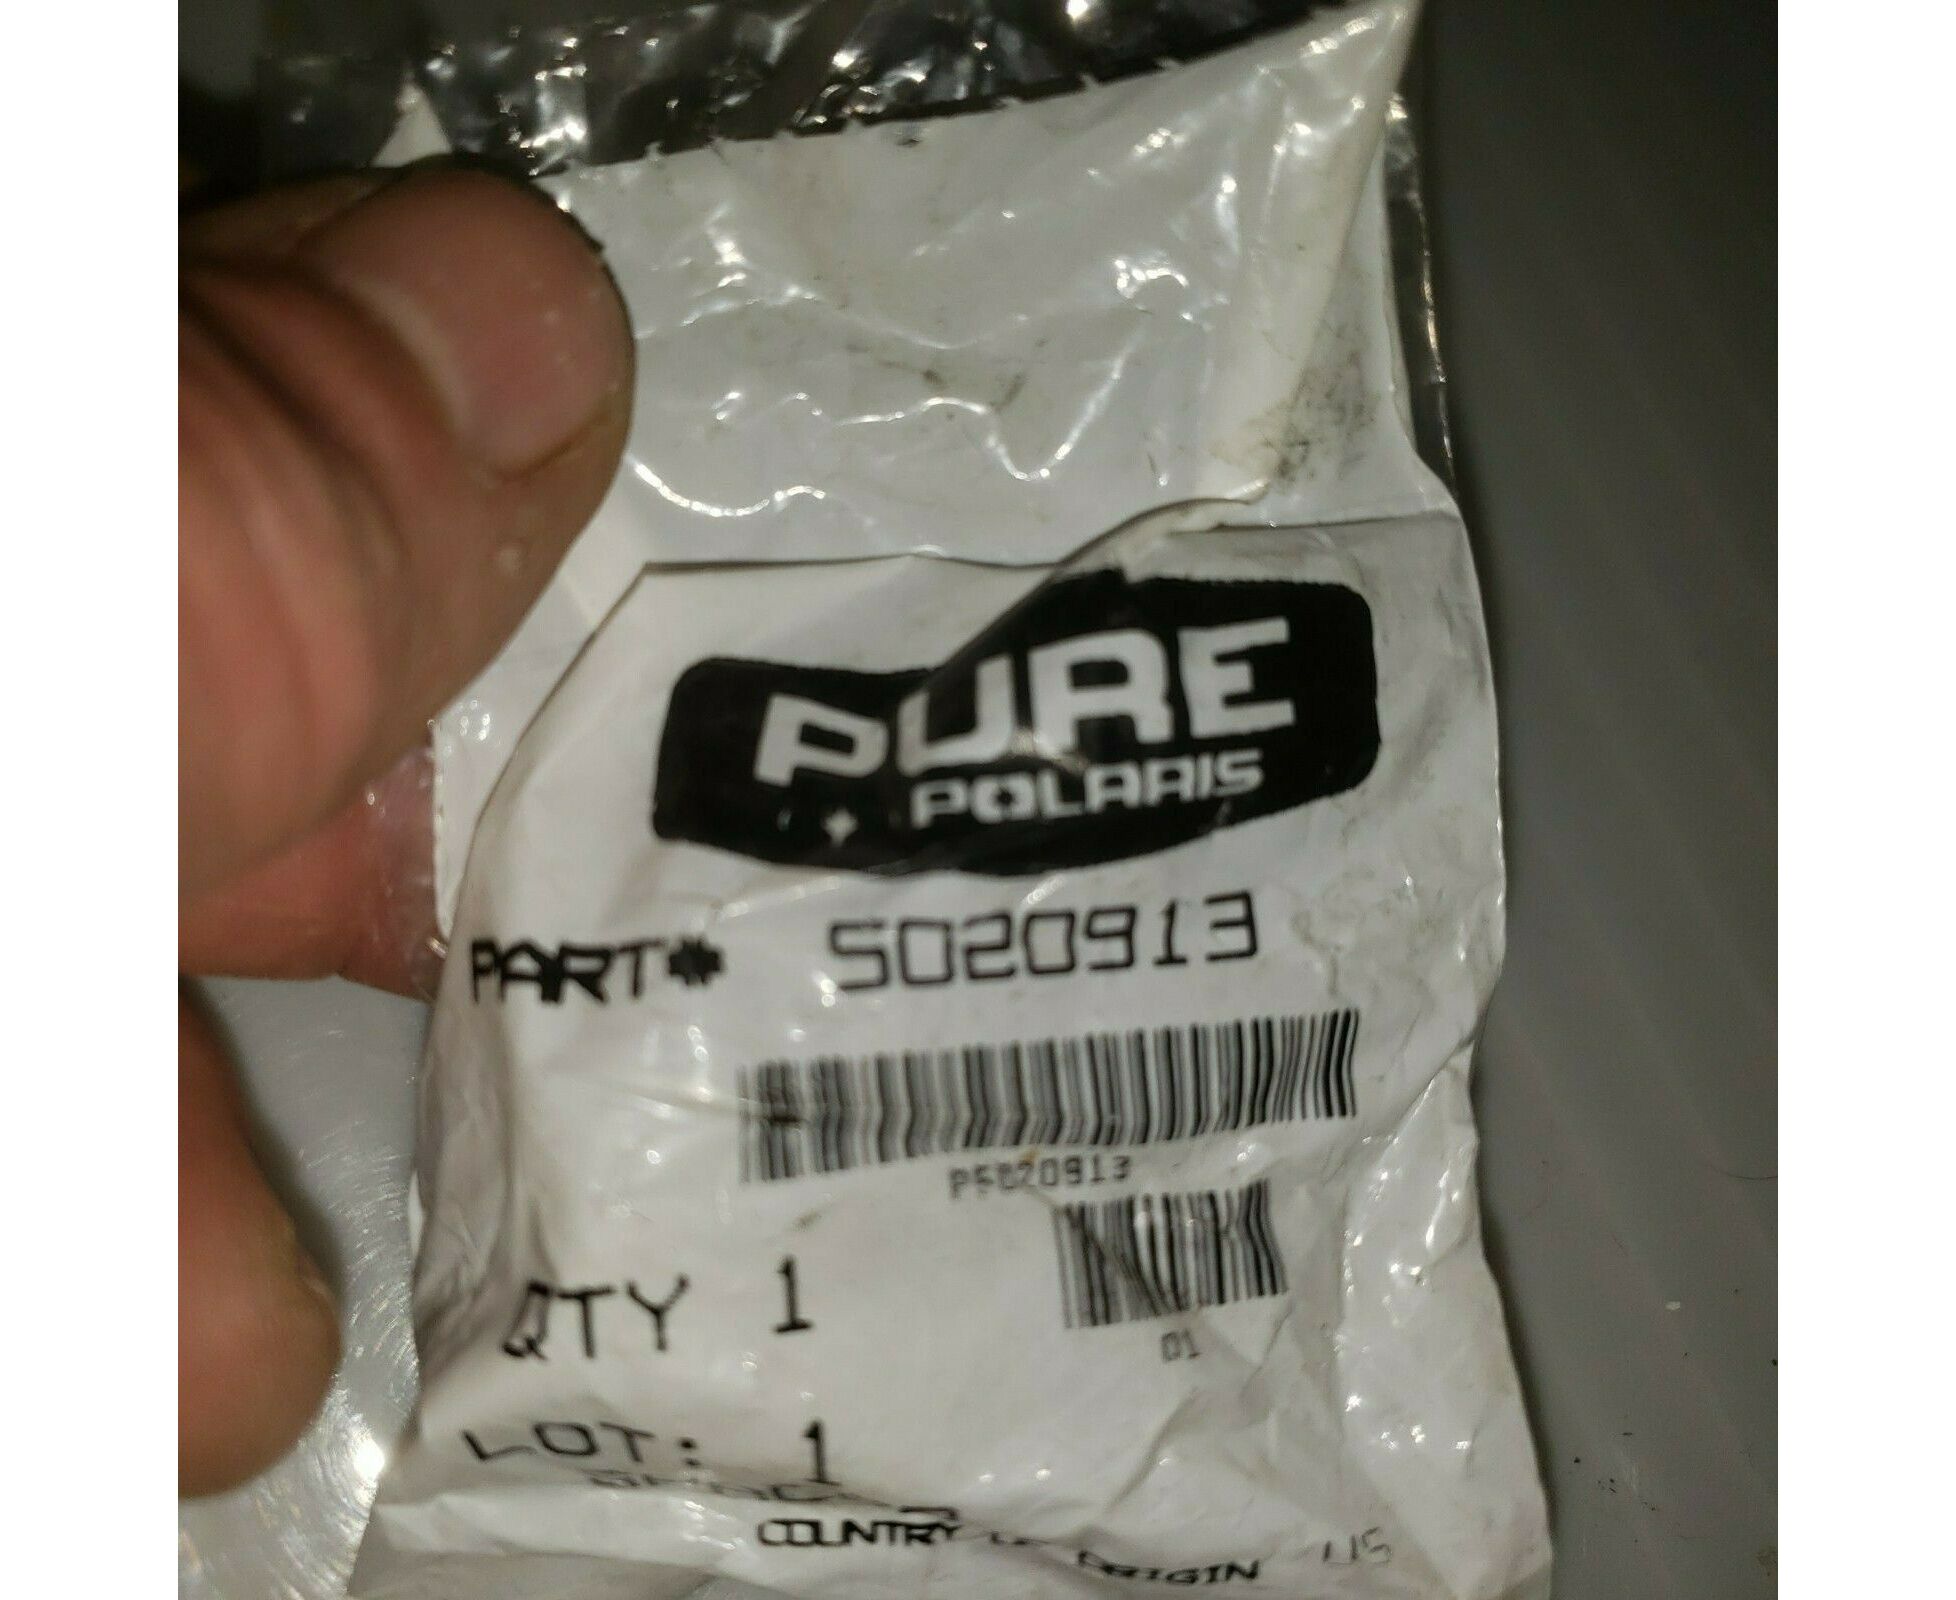 PURE
POLARIS
PART# 5020913
P5020913
QTY 1
01
LOT: 1
COUNTRY OF ORIGIN US